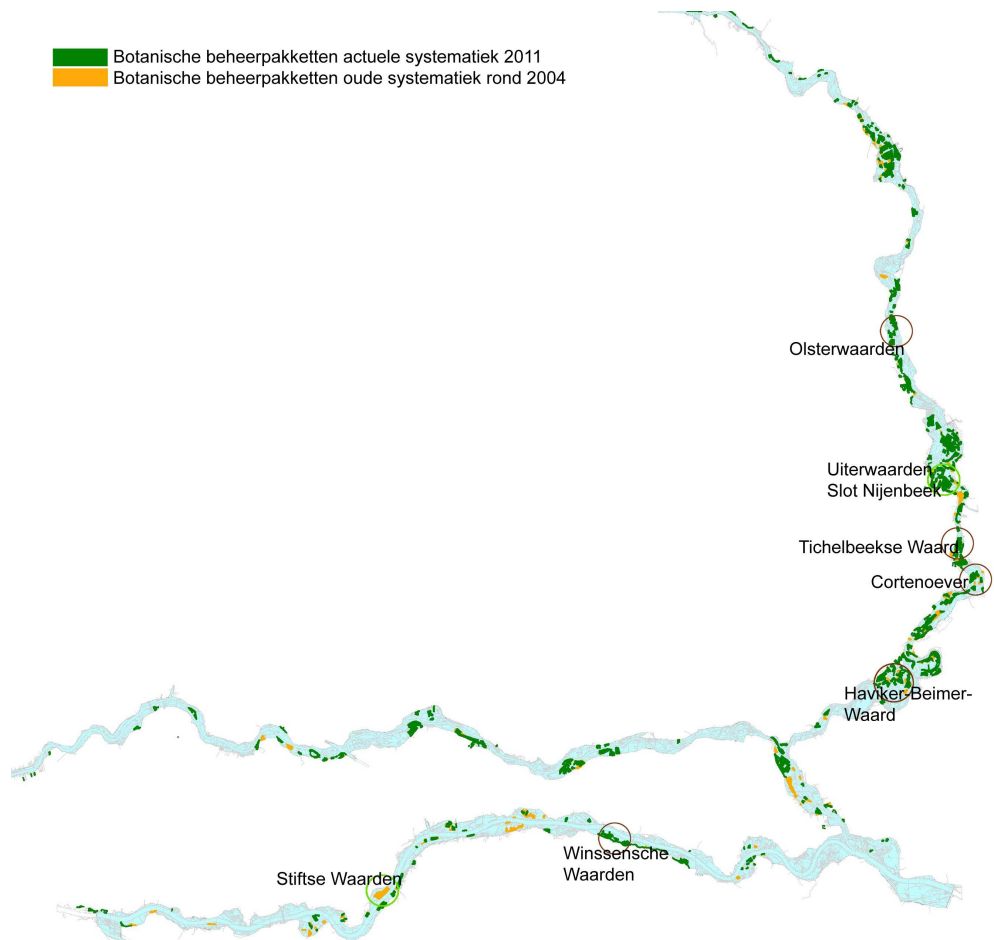 Botanische beheerpakketten actuele systematiek 2011
Botanische beheerpakketten oude systematiek rond 2004
Olsterwaarden
Uiterwaarden
Slot Nijenbeek
Tichelbeekse Waard
Cortenoever
Haviker-Beimer-
Waard
Winssensche
Waarden
Stiftse Waarden